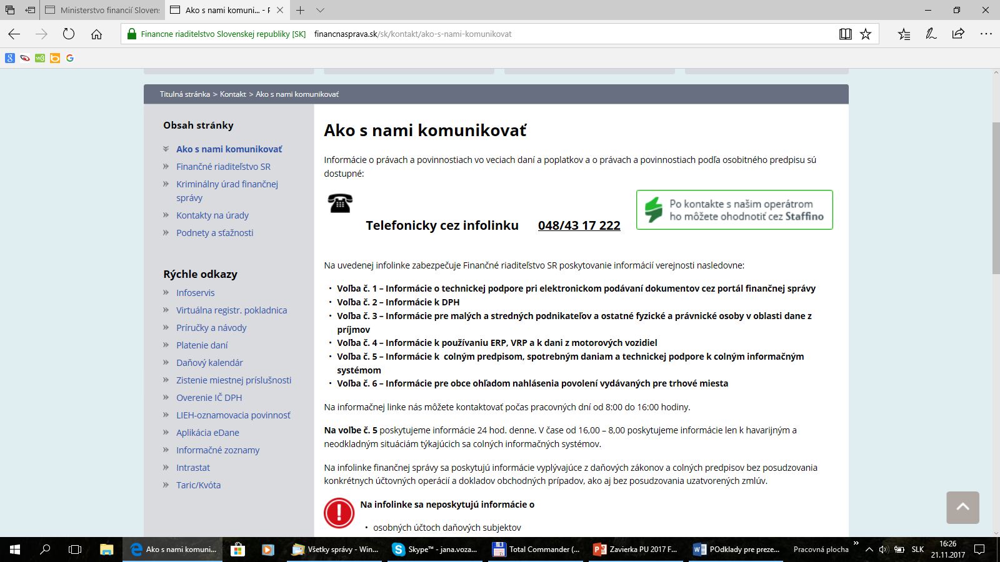 Ministerstvo financií Slovens
Ako s nami komuni... - F
Financne riaditelstvo Slovenskej republiky [SK] financnasprava.sk/sk/kontakt/ako-s-nami-komunikovat
Titulná stránka > Kontakt > Ako s nami komunikovať
Obsah stránky
Ako s nami komunikovať
Finančné riaditeľstvo SR
Kriminálny úrad finančnej
správy
Kontakty na úrady
Podnety a sťažnosti
Rýchle odkazy
Infoservis
Virtuálna registr. pokladnica
Príručky a návody
Platenie daní
Daňový kalendár
Zistenie miestnej príslušnosti
Overenie IČ DPH
LIEH-oznamovacia povinnosť
Aplikácia eDane
Informačné zoznamy
Intrastat
Taric/Kvóta
Ako s nami komunikovať
Informácie o právach a povinnostiach vo veciach daní a poplatkov a o právach a povinnostiach podľa osobitného predpisu sú
dostupné:
Telefonicky cez infolinku 048/43 17 222
Po kontakte s našim operátrom
ho môžete ohodnotiť cez Staffino
Na uvedenej infolinke zabezpečuje Finančné riaditeľstvo SR poskytovanie informácií verejnosti nasledovne:
• Voľba č. 1 – Informácie o technickej podpore pri elektronickom podávaní dokumentov cez portál finančnej správy
• Voľba č. 2 – Informácie k DPH
• Voľba č. 3 – Informácie pre malých a stredných podnikateľov a ostatné fyzické a právnické osoby v oblasti dane z
príjmov
• Voľba č. 4 – Informácie k používaniu ERP, VRP a k dani z motorových vozidiel
• Voľba č. 5 – Informácie k colným predpisom, spotrebným daniam a technickej podpore k colným informačným
systémom
• Voľba č. 6 – Informácie pre obce ohľadom nahlásenia povolení vydávaných pre trhové miesta
Na informačnej linke nás môžete kontaktovať počas pracovných dní od 8:00 do 16:00 hodiny.
Na voľbe č. 5 poskytujeme informácie 24 hod. denne. V čase od 16,00 – 8,00 poskytujeme informácie len k havarijným a
neodkladným situáciám týkajúcich sa colných informačných systémov.
Na infolinke finančnej správy sa poskytujú informácie vyplývajúce z daňových zákonov a colných predpisov bez posudzovania
konkrétnych účtovných operácií a dokladov obchodných prípadov, ako aj bez posudzovania uzatvorených zmlúv.
Na infolinke sa neposkytujú informácie o
• osobných účtoch daňových subjektov
Ako s nami komuni...
Všetky správy - Win...
Skype™ - jana.voza...
Total Commander (...
Zavierka PU 2017 F...
POdklady pre preze...
Pracovná plocha
SLK
16:26
21.11.2017